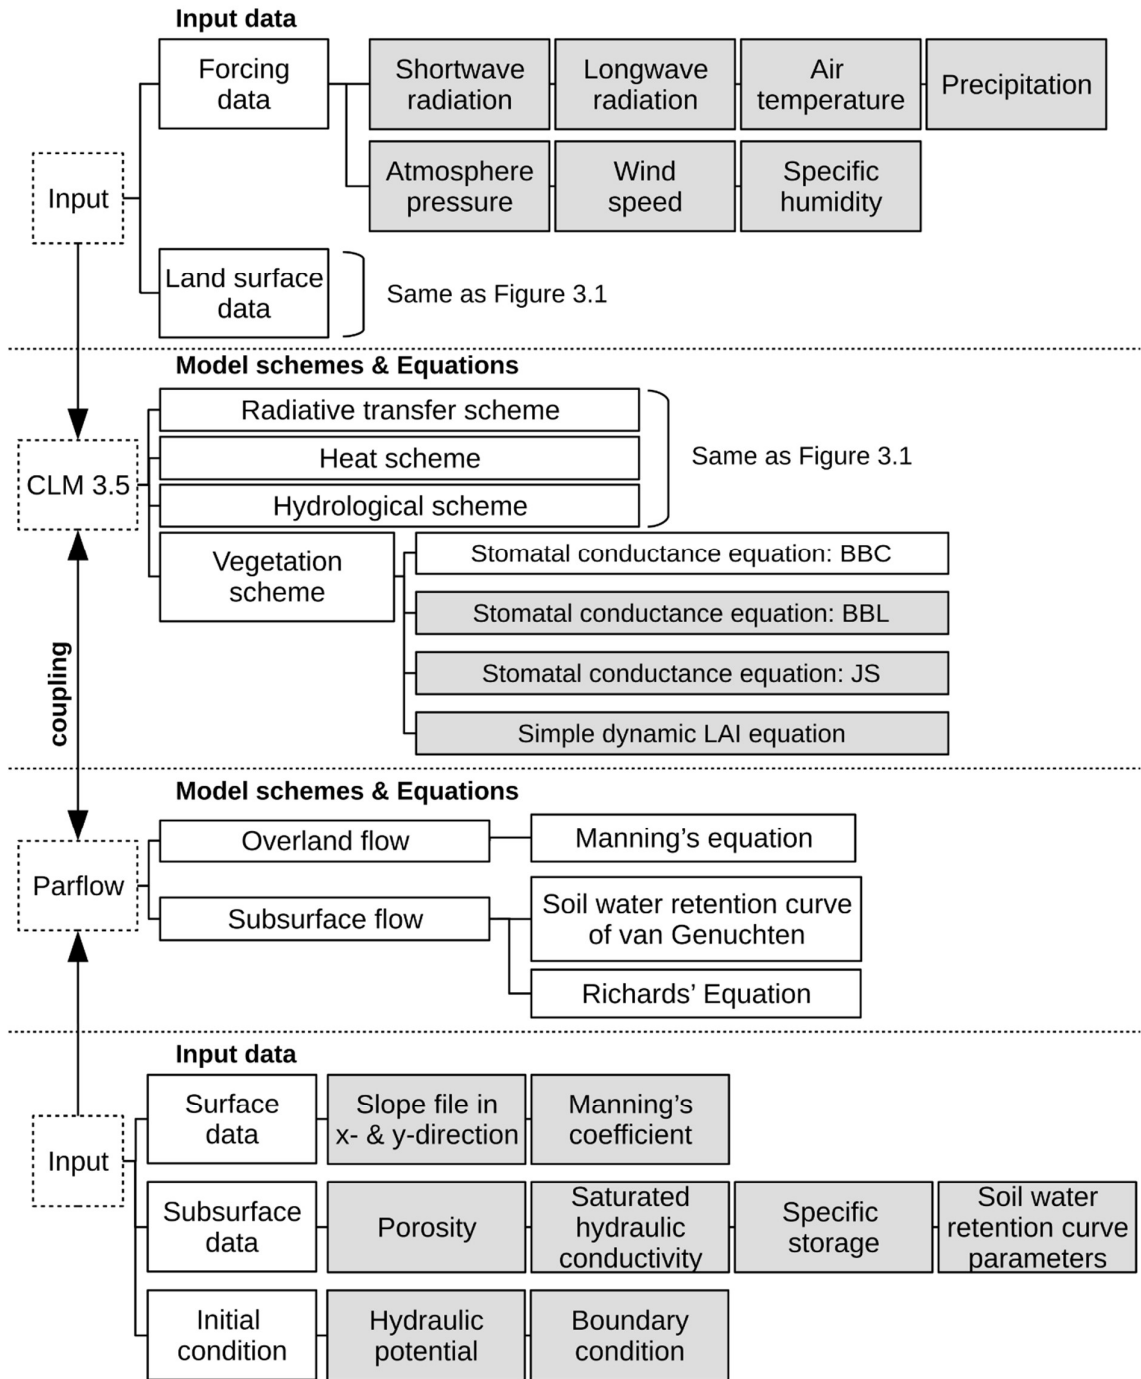 Input data
Forcing
data
Shortwave
radiation
Longwave
radiation
Air
temperature
Precipitation
Atmosphere
pressure
Wind
speed
Specific
humidity
Input
Land surface
data
Same as Figure 3.1
Model schemes & Equations
Radiative transfer scheme
Heat scheme
Hydrological scheme
Same as Figure 3.1
CLM 3.5
Vegetation
scheme
Stomatal conductance equation: BBC
Stomatal conductance equation: BBL
Stomatal conductance equation: JS
Simple dynamic LAI equation
coupling
Model schemes & Equations
Overland flow
Manning’s equation
Parflow
Subsurface flow
Soil water retention curve
of van Genuchten
Richards’ Equation
Input data
Surface
data
Slope file in
x- & y-direction
Manning’s
coefficient
Input
Subsurface
data
Porosity
Saturated
hydraulic
conductivity
Specific
storage
Soil water
retention curve
parameters
Initial
condition
Hydraulic
potential
Boundary
condition